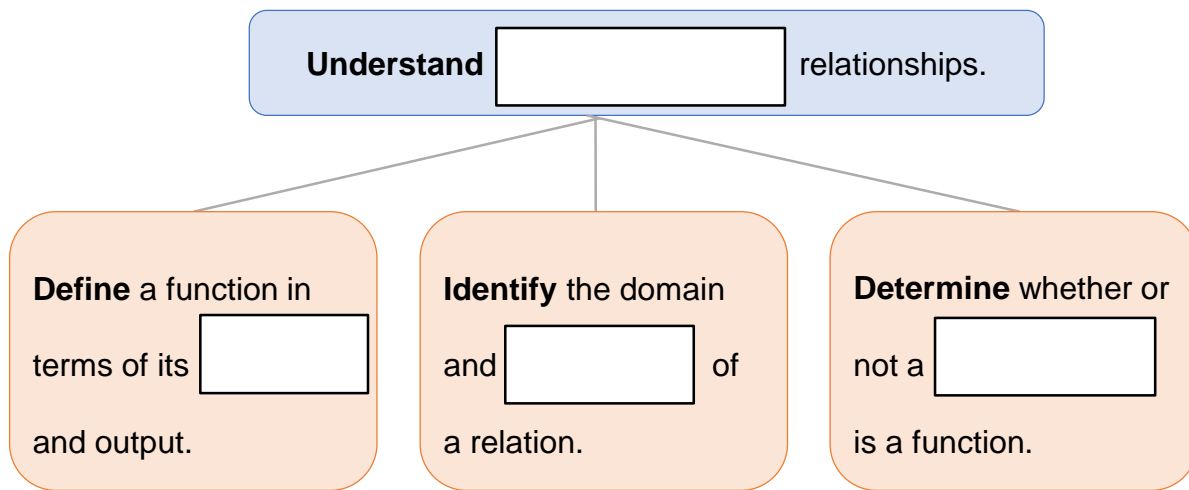 Understand relationships.
Define a function in
terms of its
and output.
Identify the domain
and of
a relation.
Determine whether or
not a
is a function.